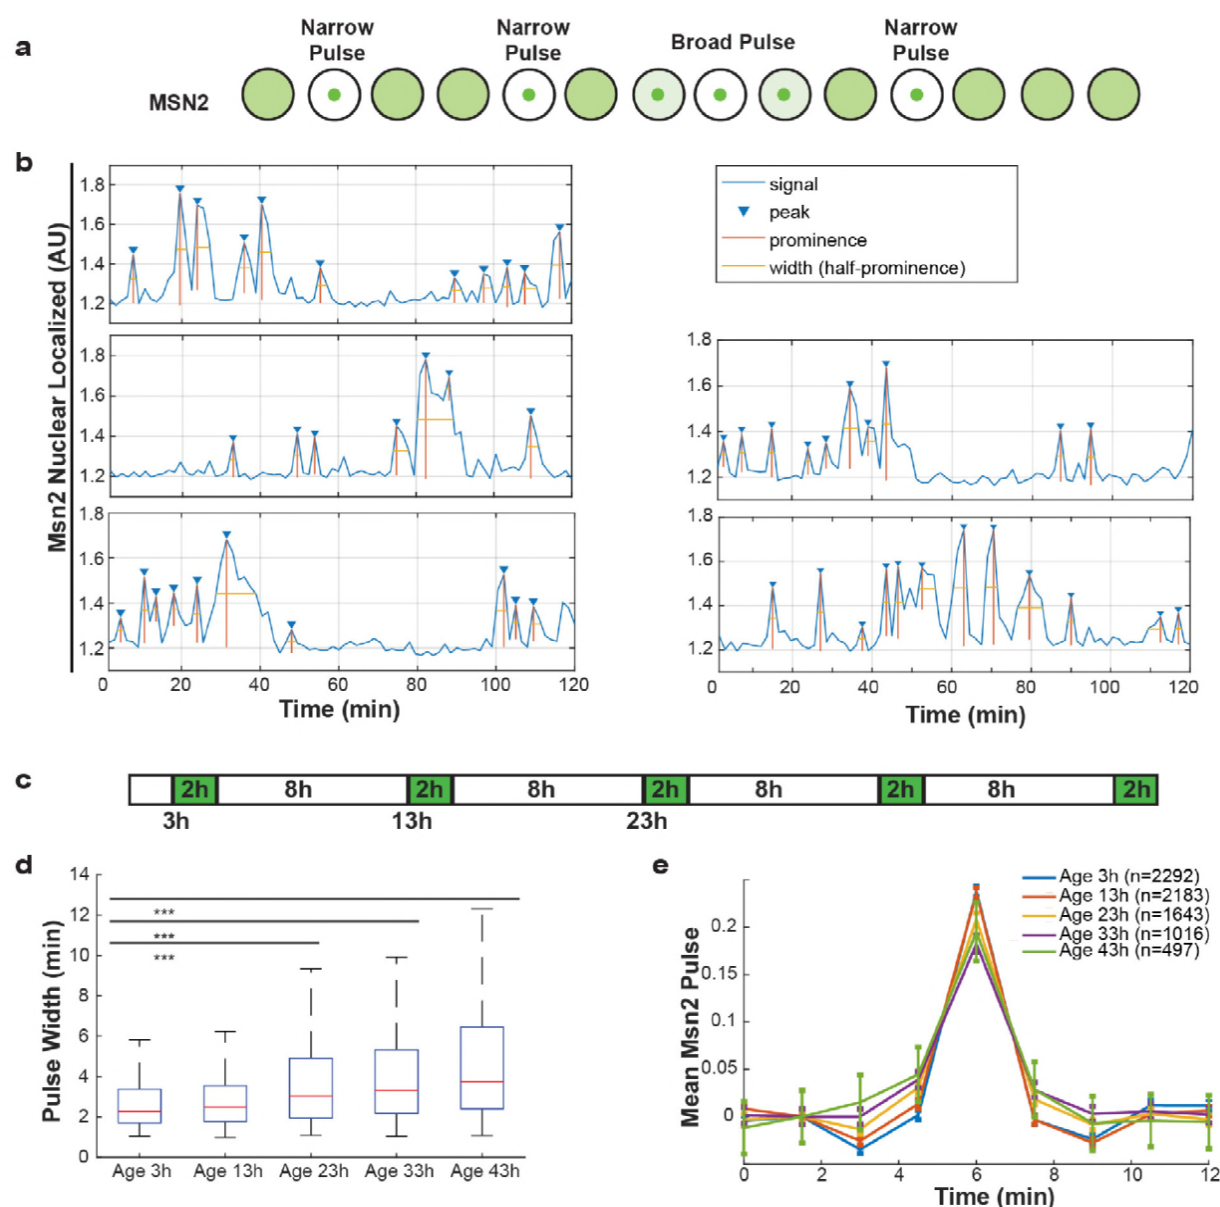 a
Narrow
Pulse
Narrow
Pulse
Broad Pulse
Narrow
Pulse
MSN2
b
Msn2 Nuclear Localized (AU)
1.8
1.6
1.4
1.2
0
20
40
60
80
100
120
signal
peak
prominence
width (half-prominence)
1.8
1.6
1.4
1.2
1.8
1.6
1.4
1.2
1.8
1.6
1.4
1.2
0
20
40
60
80
100
120
Time (min)
1.8
1.6
1.4
1.2
0
20
40
60
80
100
120
Time (min)
c
2h
8h
2h
8h
2h
8h
2h
8h
2h
3h
13h
23h
d
Pulse Width (min)
14
12
10
8
6
4
2
0
***
***
***
Age 3h
Age 13h
Age 23h
Age 33h
Age 43h
e
Mean Msn2 Pulse
0.2
0.15
0.1
0.05
0
Age 3h (n=2292)
Age 13h (n=2183)
Age 23h (n=1643)
Age 33h (n=1016)
Age 43h (n=497)
0
2
4
6
8
10
12
Time (min)